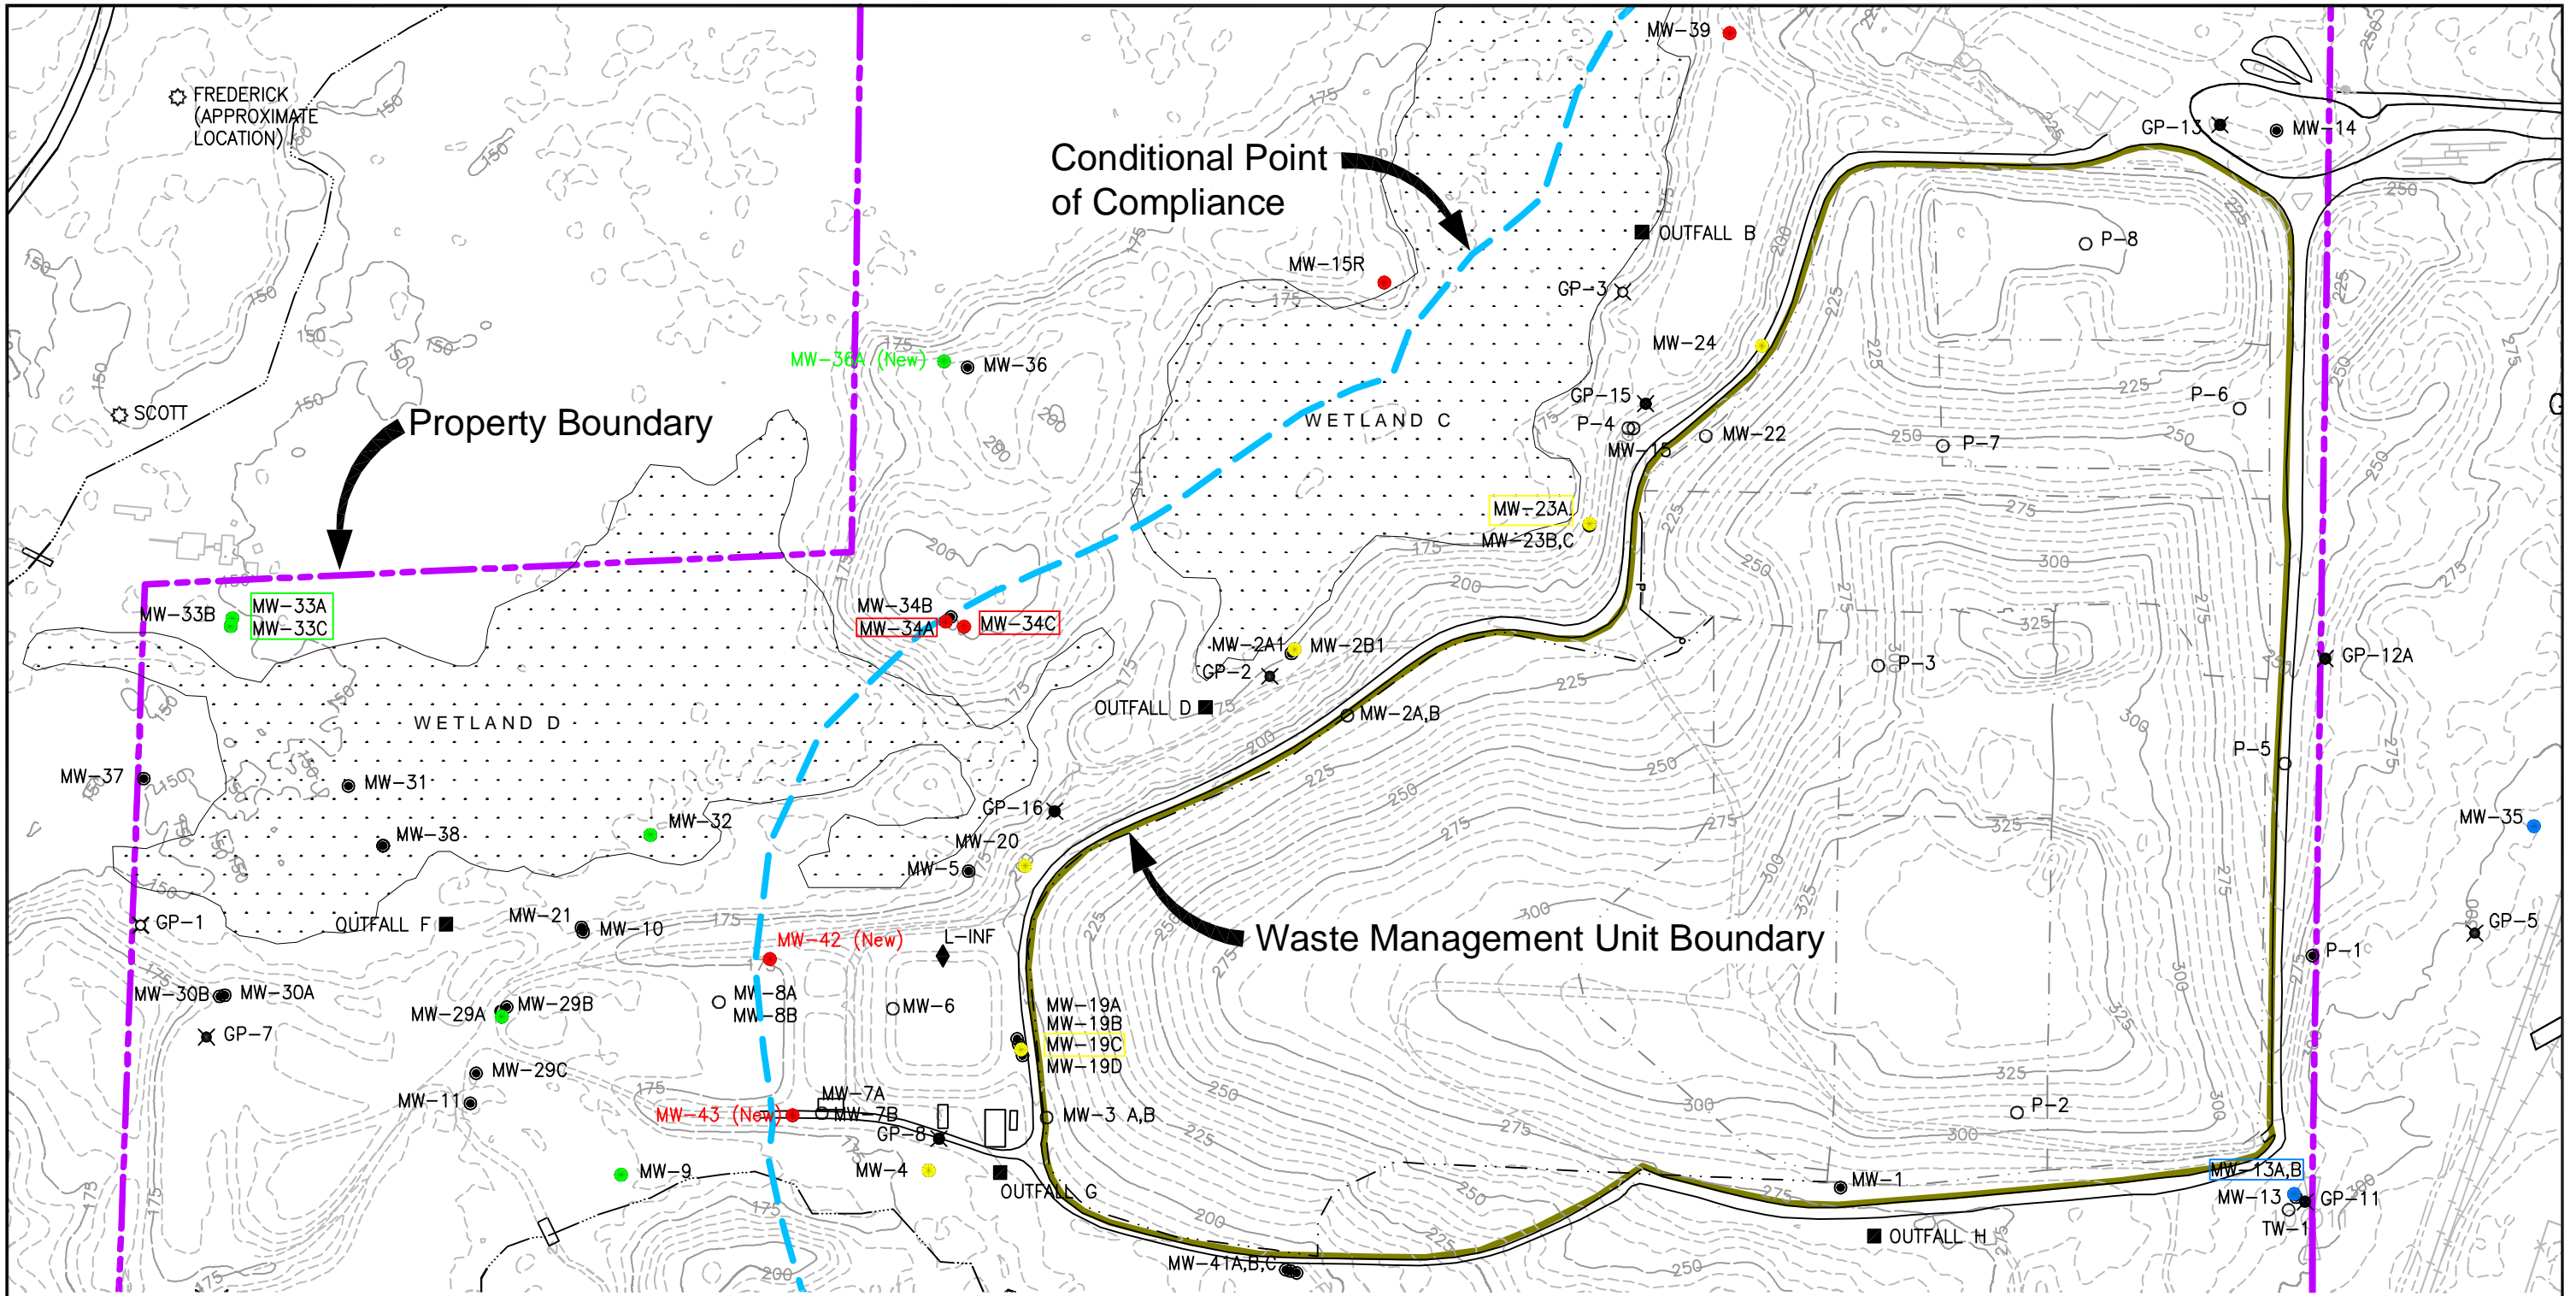 MW-39
FREDERICK
(APPROXIMATE
LOCATION)
GP-13
MW-14
Conditional Point
of Compliance
OUTFALL B
P-8
MW-15R
GP-3
MW-24
MW-36A (New)
MW-36
SCOTT
Property Boundary
GP-15
P-4
MW-15
MW-22
P-6
P-7
WETLAND C
MW-23A
MW-23B,C
MW-33B
MW-33A
MW-33C
MW-34B
MW-34A
MW-34C
MW-2A1
MW-2B1
GP-2
P-3
GP-12A
OUTFALL D
MW-2A,B
WETLAND D
P-5
MW-37
MW-31
MW-38
MW-32
GP-16
MW-20
MW-5
MW-35
GP-1
OUTFALL F
MW-21
MW-10
MW-42 (New)
L-INF
Waste Management Unit Boundary
GP-5
P-1
MW-30B
MW-30A
GP-7
MW-29A
MW-29B
MW-8A
MW-8B
MW-6
MW-19A
MW-19B
MW-19C
MW-19D
MW-29C
MW-11
MW-43 (New)
MW-7A
MW-7B
GP-8
MW-3 A,B
P-2
MW-9
MW-4
OUTFALL G
MW-1
MW-13A,B
MW-13
GP-11
TW-1
OUTFALL H
MW-41A,B,C
150
175
200
225
250
275
300
325